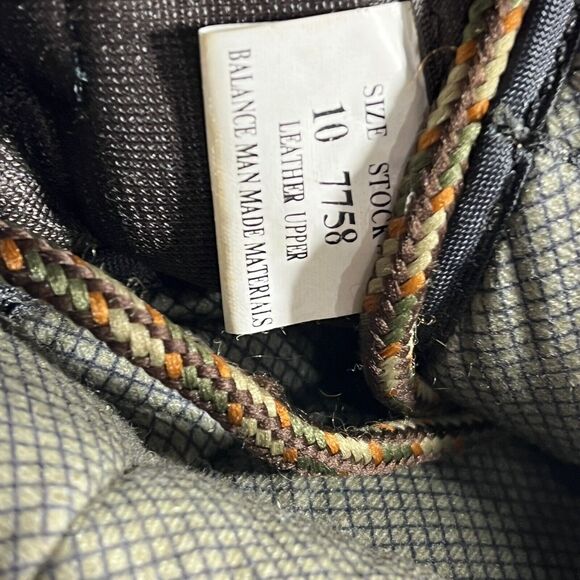 SIZE STOCK
10 7758
LEATHER UPPER
BALANCE MAN MADE MATERIALS